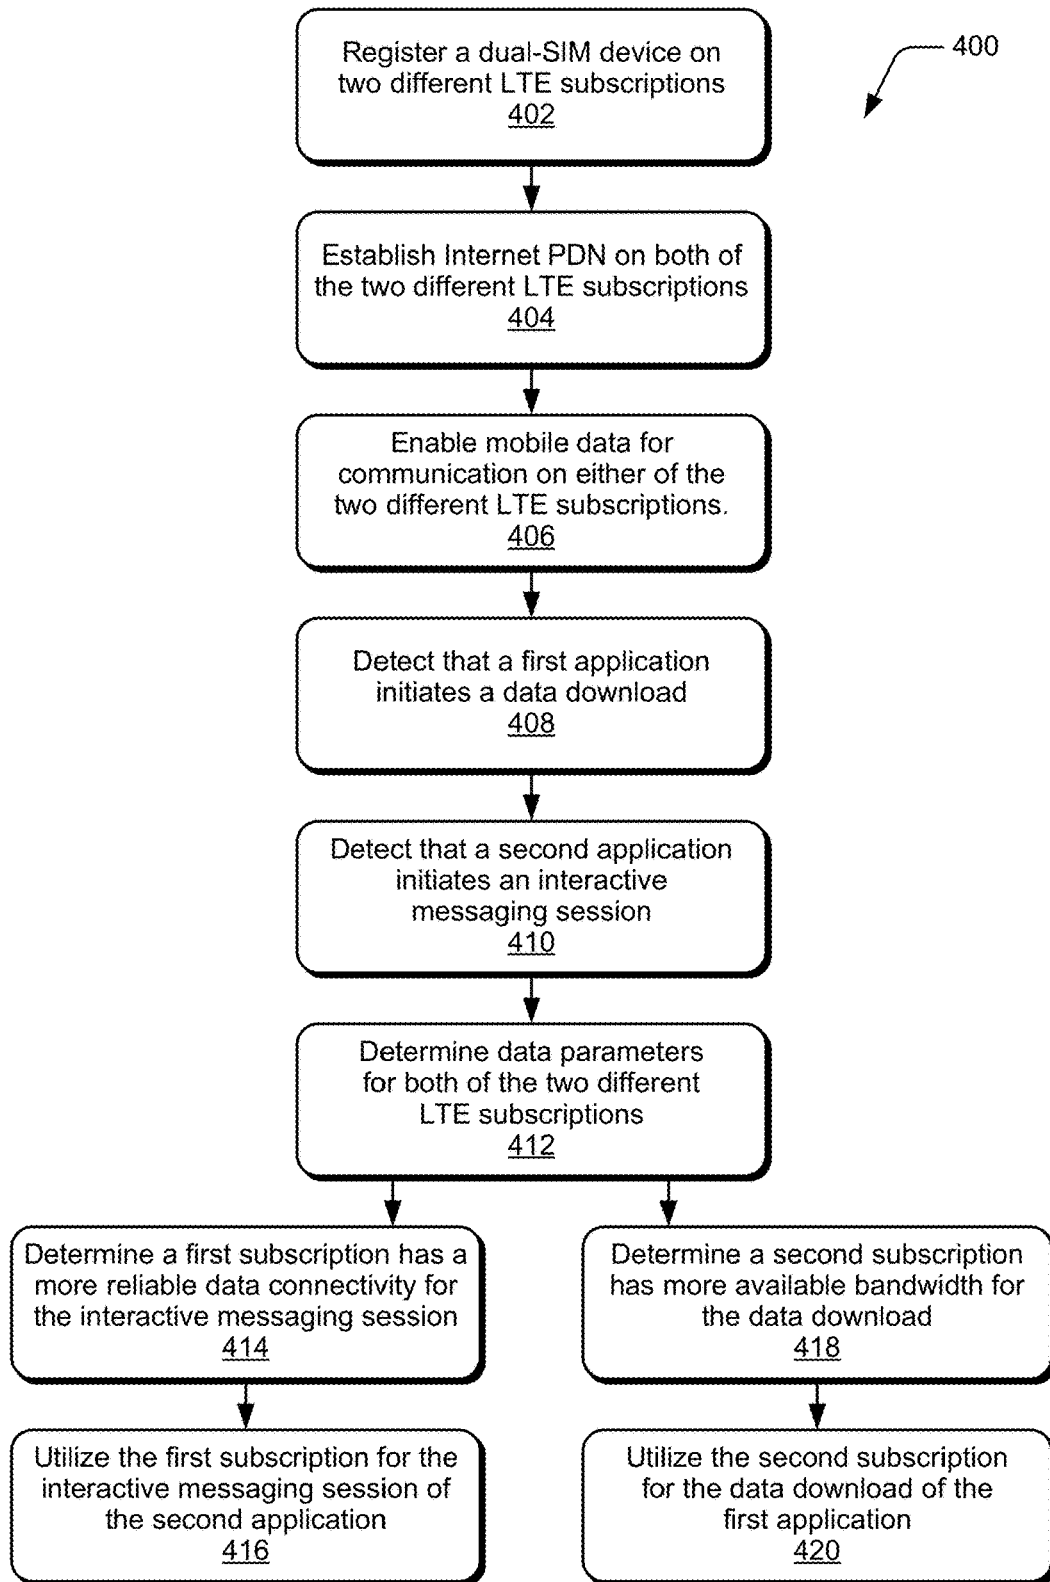 Register a dual-SIM device on
two different LTE subscriptions
402
400
Establish Internet PDN on both of
the two different LTE subscriptions
404
Enable mobile data for
communication on either of the
two different LTE subscriptions.
406
Detect that a first application
initiates a data download
408
Detect that a second application
initiates an interactive
messaging session
410
Determine data parameters
for both of the two different
LTE subscriptions
412
Determine a first subscription has a
more reliable data connectivity for
the interactive messaging session
414
Determine a second subscription
has more available bandwidth for
the data download
418
Utilize the first subscription for the
interactive messaging session of
the second application
416
Utilize the second subscription
for the data download of the
first application
420